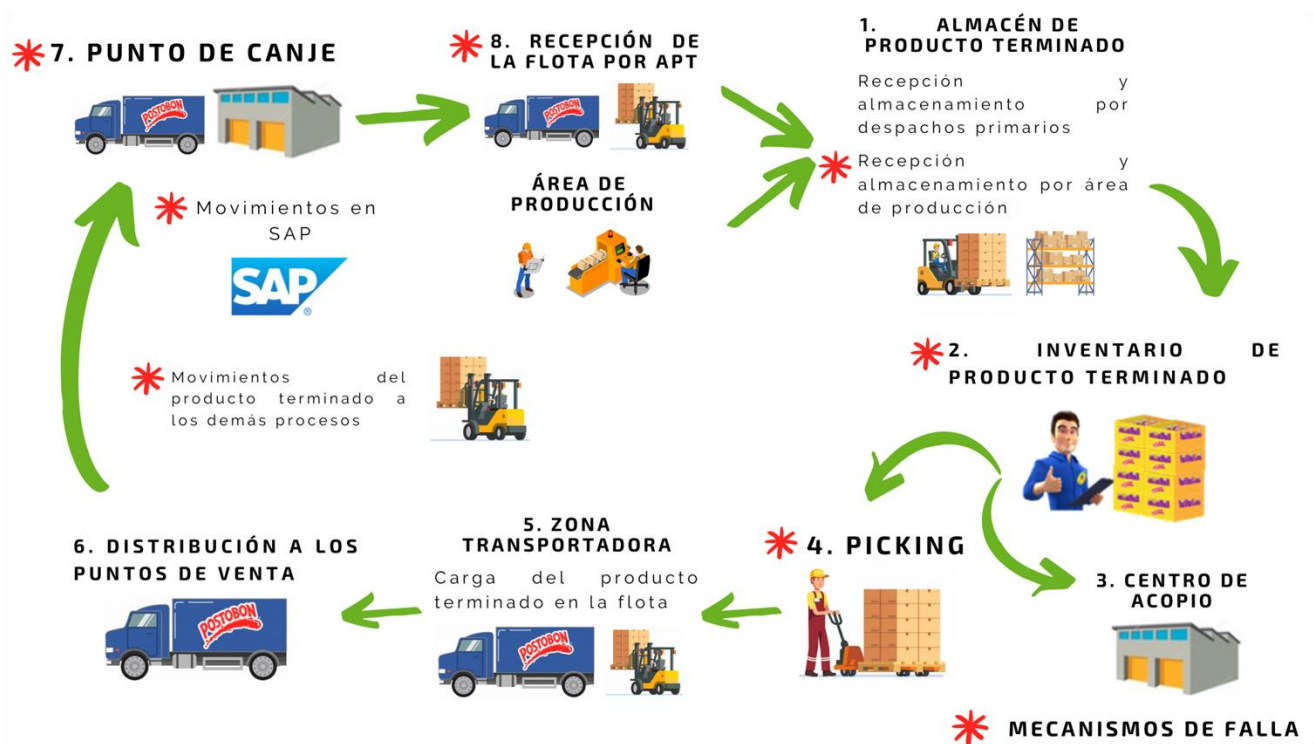 7. PUNTO DE CANJE
POSTOBON
8. RECEPCIÓN DE
LA FLOTA POR APT
POSTOBON
ÁREA DE
PRODUCCIÓN
1. ALMACÉN DE
PRODUCTO TERMINADO
Recepción y
almacenamiento por
despachos primarios
Recepción y
almacenamiento por área
de producción
Movimientos en
SAP
SAP®
Movimientos del
producto terminado a
los demás procesos
2. INVENTARIO DE
PRODUCTO TERMINADO
3. CENTRO DE
ACOPIO
4. PICKING
5. ZONA
TRANSPORTADORA
Carga del producto
terminado en la flota
POSTOBON
6. DISTRIBUCIÓN A LOS
PUNTOS DE VENTA
POSTOBON
MECANISMOS DE FALLA